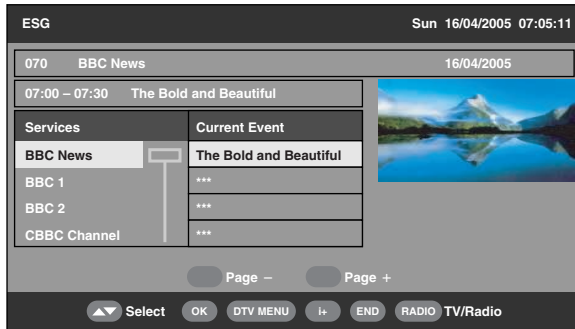 ESG Sun 16/04/2005 07:05:11
070 BBC News 16/04/2005
07:00 – 07:30 The Bold and Beautiful
Services Current Event
BBC News The Bold and Beautiful
BBC 1 ***
BBC 2 ***
CBBC Channel ***
Page − Page +
Select OK DTV MENU i+ END RADIO TV/Radio